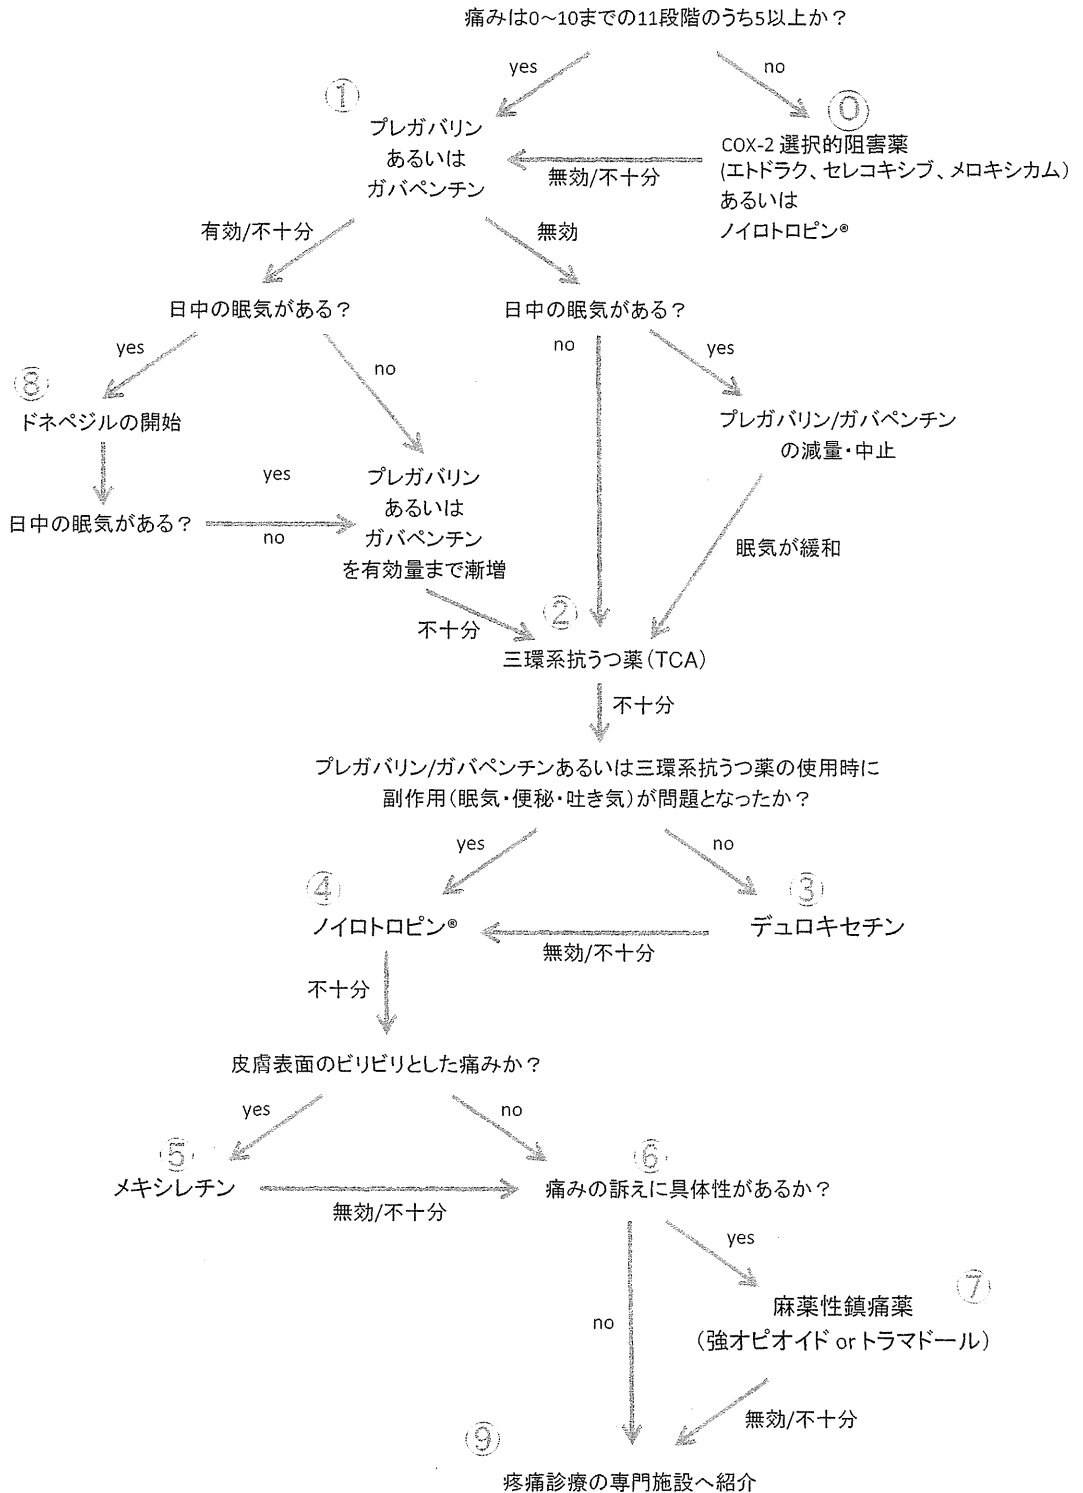 痛みは0～10までの11段階のうち5以上か？
yes
no
①
⓪
プレガバリン
あるいは
ガバペンチン
COX-2 選択的阻害薬
(エトドラク、セレコキシブ、メロキシカム)
あるいは
ノイロトロピン®
無効/不十分
有効/不十分
無効
日中の眠気がある？
日中の眠気がある？
yes
no
no
yes
⑧
ドネペジルの開始
プレガバリン/ガバペンチン
の減量・中止
プレガバリン
あるいは
ガバペンチン
を有効量まで漸増
日中の眠気がある？
yes
no
眠気が緩和
不十分
②
三環系抗うつ薬（TCA）
不十分
プレガバリン/ガバペンチンあるいは三環系抗うつ薬の使用時に
副作用（眠気・便秘・吐き気）が問題となったか？
yes
no
④
③
ノイロトロピン®
デュロキセチン
無効/不十分
不十分
皮膚表面のビリビリとした痛みか？
yes
no
⑤
⑥
メキシレチン
痛みの訴えに具体性があるか？
無効/不十分
yes
no
⑦
麻薬性鎮痛薬
（強オピオイド or トラマドール）
無効/不十分
⑨
疼痛診療の専門施設へ紹介